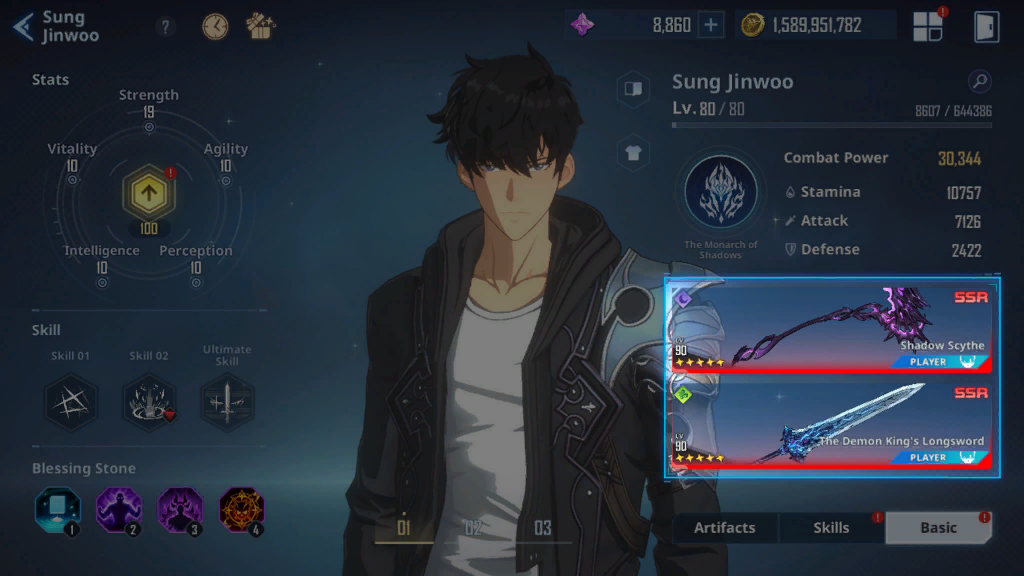 Sung
Jinwoo
?
8,860
1,589,951,782
Stats
Strength
19
Vitality
10
Agility
10
100
Intelligence
10
Perception
10
Skill
Skill 01
Skill 02
Ultimate
Skill
Blessing Stone
1
2
3
4
01
02
03
Sung Jinwoo
Lv. 80 / 80
8607 / 644386
The Monarch of
Shadows
Combat Power 30,344
Stamina 10757
Attack 7126
Defense 2422
SSR
LV
90
Shadow Scythe
PLAYER
SSR
LV
90
The Demon King's Longsword
PLAYER
Artifacts
Skills
Basic